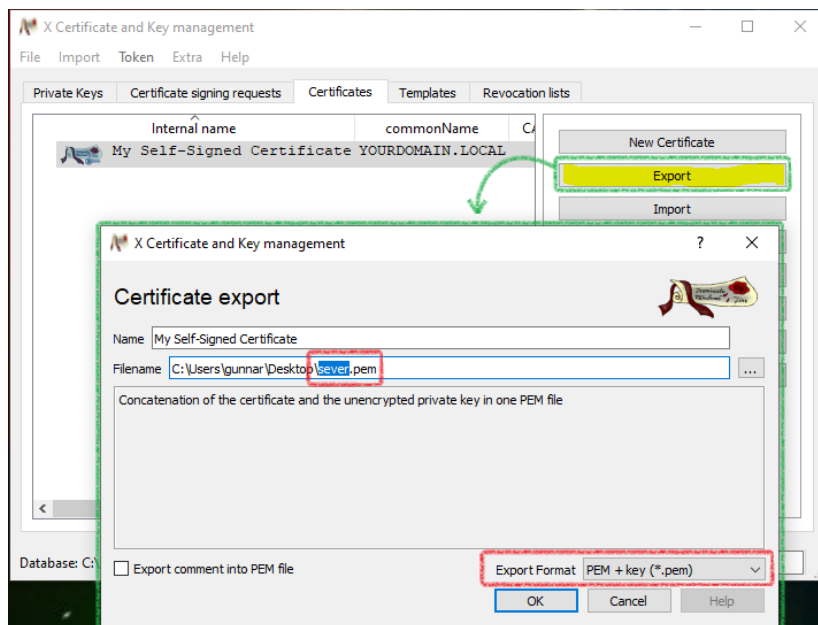 X Certificate and Key management
File Import Token Extra Help
Private Keys Certificate signing requests Certificates Templates Revocation lists
Internal name commonName CA
My Self-Signed Certificate YOURDOMAIN.LOCAL
New Certificate
Export
Import
X Certificate and Key management
Certificate export
Name My Self-Signed Certificate
Filename C:\Users\gunnar\Desktop\sever.pem ...
Concatenation of the certificate and the unencrypted private key in one PEM file
Database: C:\
Export comment into PEM file
Export Format PEM + key (*.pem)
OK Cancel Help